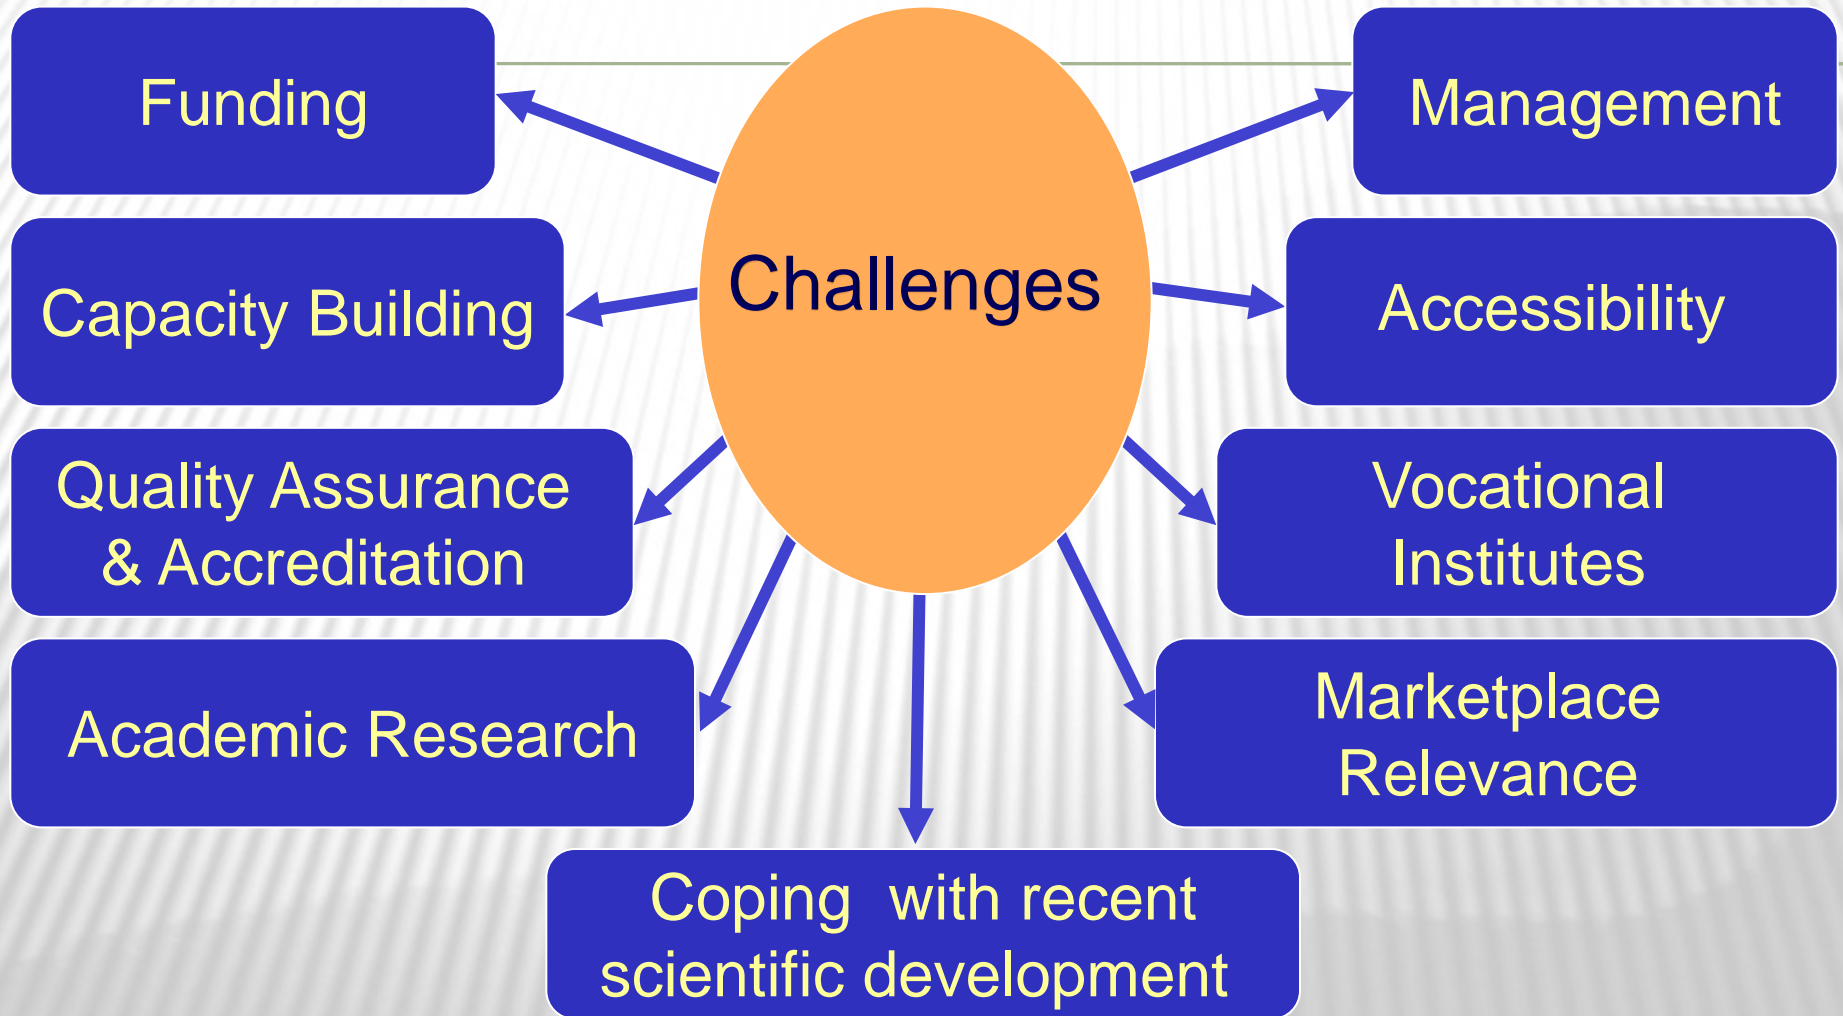 Challenges
Funding
Capacity Building
Quality Assurance
& Accreditation
Academic Research
Coping  with recent
scientific development
Management
Accessibility
Vocational
Institutes
Marketplace
Relevance